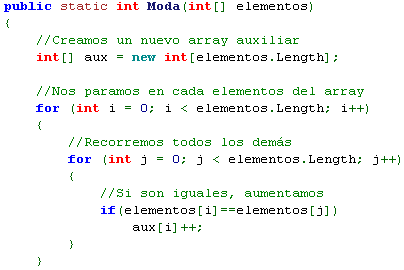 public static int Moda(int[] elementos)
{
//Creamos un nuevo array auxiliar
int[] aux = new int[elementos.Length];
//Nos paramos en cada elementos del array
for (int i = 0; i < elementos.Length; i++)
{
//Recorremos todos los demás
for (int j = 0; j < elementos.Length; j++)
{
//Si son iguales, aumentamos
if(elementos[i]==elementos[j])
aux[i]++;
}
}